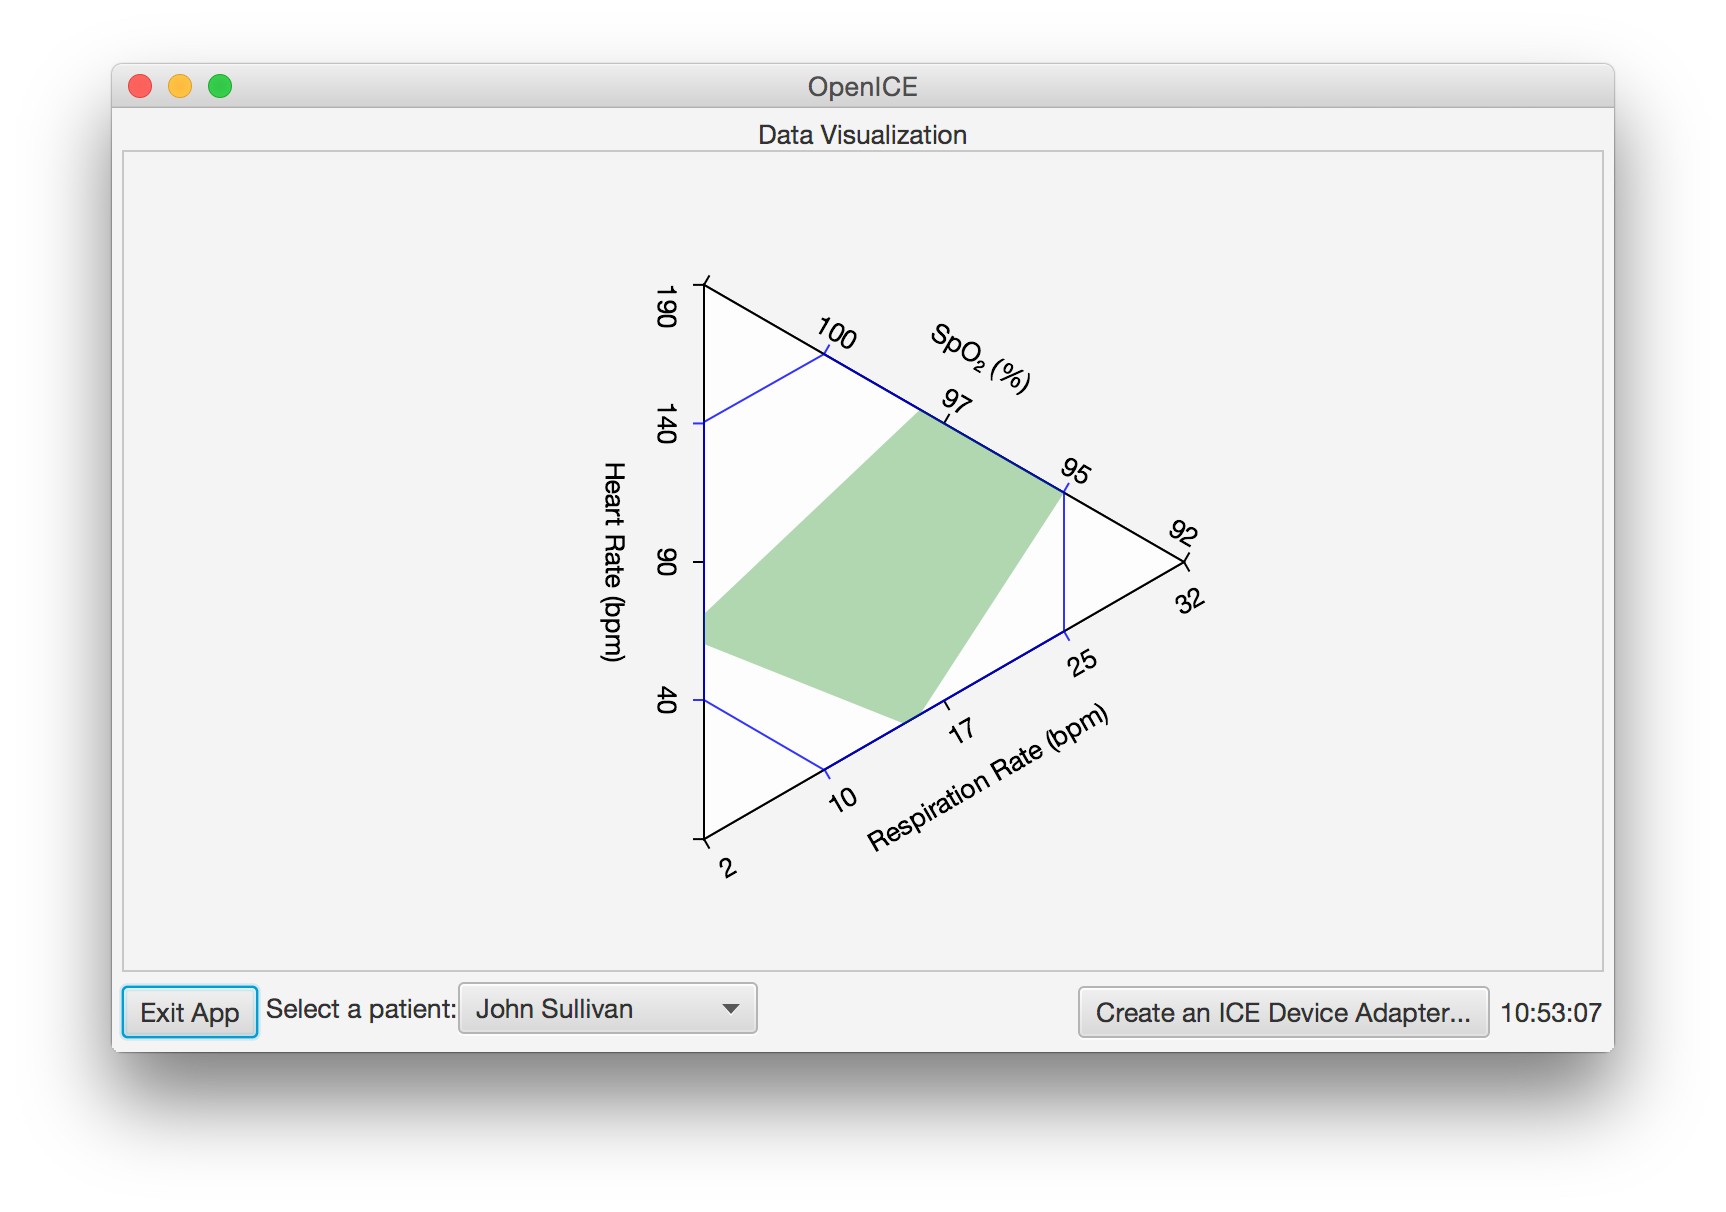 OpenICE
Data Visualization
190
140
90
40
Heart Rate (bpm)
100
97
95
92
SpO₂ (%)
32
25
17
10
2
Respiration Rate (bpm)
Exit App
Select a patient:
John Sullivan
Create an ICE Device Adapter...
10:53:07